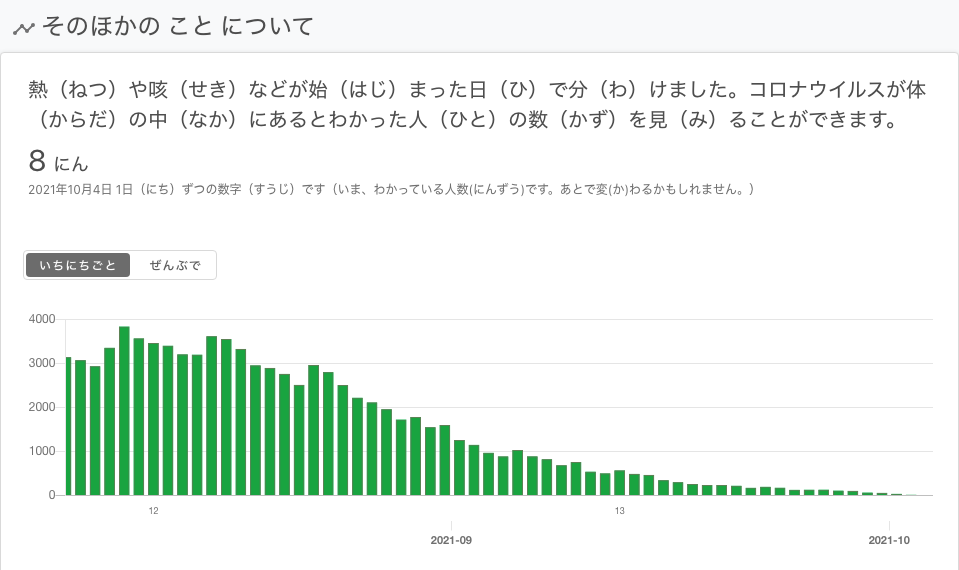 そのほかの こと について
熱（ねつ）や咳（せき）などが始（はじ）まった日（ひ）で分（わ）けました。コロナウイルスが体
（からだ）の中（なか）にあるとわかった人（ひと）の数（かず）を見（み）ることができます。
8 にん
2021年10月4日 1日（にち）ずつの数字（すうじ）です（いま、わかっている人数(にんずう)です。あとで変(か)わるかもしれません。）
いちにちごと ぜんぶで
4000
3000
2000
1000
0
12 13
2021-09 2021-10